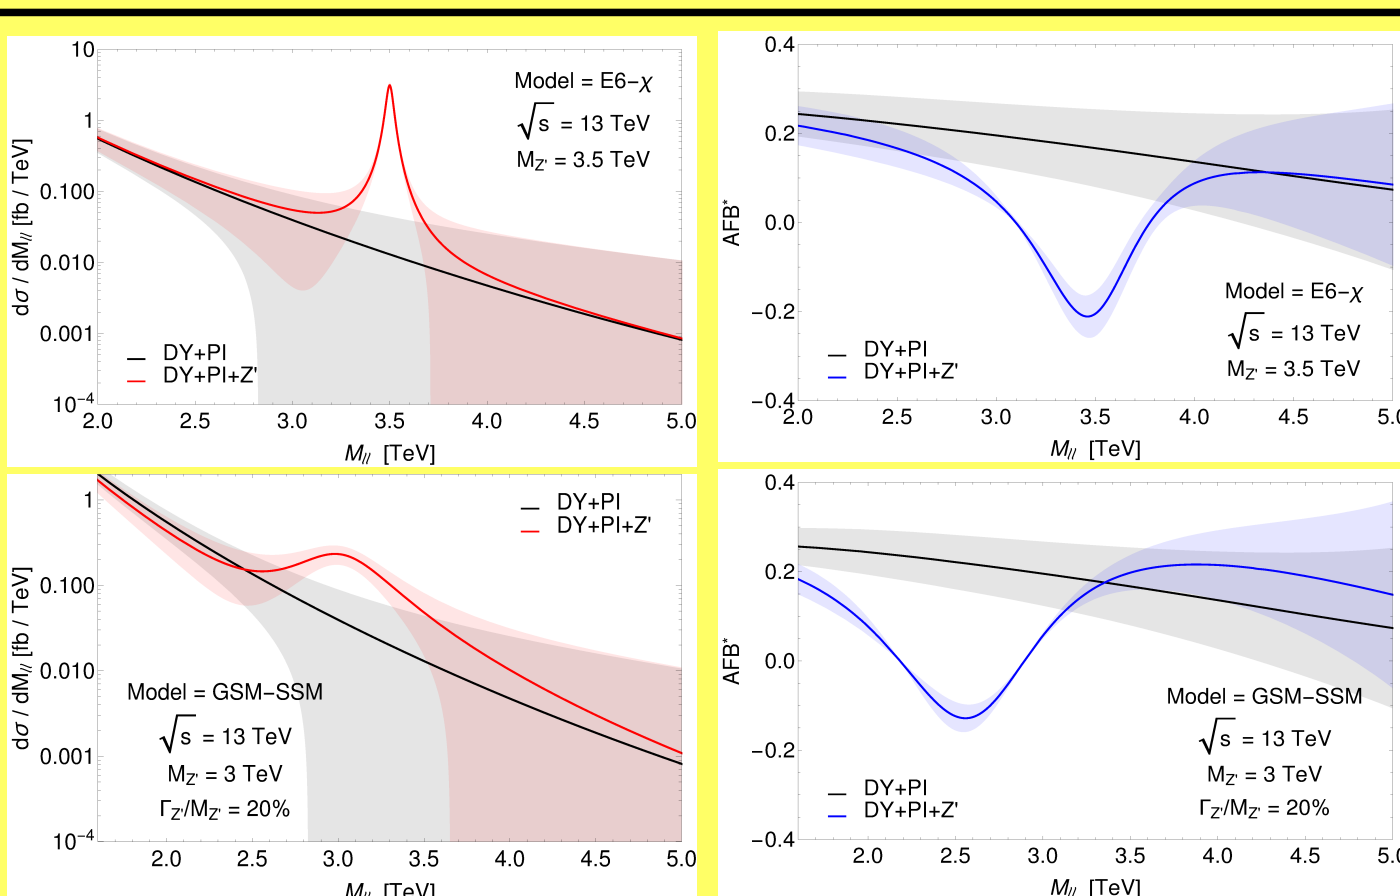 10
1
0.100
0.010
0.001
10⁻⁴
dσ / dM_ll [fb / TeV]
Model = E6−χ
√s = 13 TeV
M_Z' = 3.5 TeV
DY+PI
DY+PI+Z'
2.0 2.5 3.0 3.5 4.0 4.5 5.0
M_ll [TeV]
0.4
0.2
0.0
−0.2
−0.4
AFB*
Model = E6−χ
√s = 13 TeV
M_Z' = 3.5 TeV
DY+PI
DY+PI+Z'
2.0 2.5 3.0 3.5 4.0 4.5 5.0
M_ll [TeV]
1
0.100
0.010
0.001
10⁻⁴
dσ / dM_ll [fb / TeV]
DY+PI
DY+PI+Z'
Model = GSM−SSM
√s = 13 TeV
M_Z' = 3 TeV
Γ_Z'/M_Z' = 20%
2.0 2.5 3.0 3.5 4.0 4.5 5.0
M_ll [TeV]
0.4
0.2
0.0
−0.2
−0.4
AFB*
Model = GSM−SSM
√s = 13 TeV
M_Z' = 3 TeV
Γ_Z'/M_Z' = 20%
DY+PI
DY+PI+Z'
2.0 2.5 3.0 3.5 4.0 4.5 5.0
M_ll [TeV]